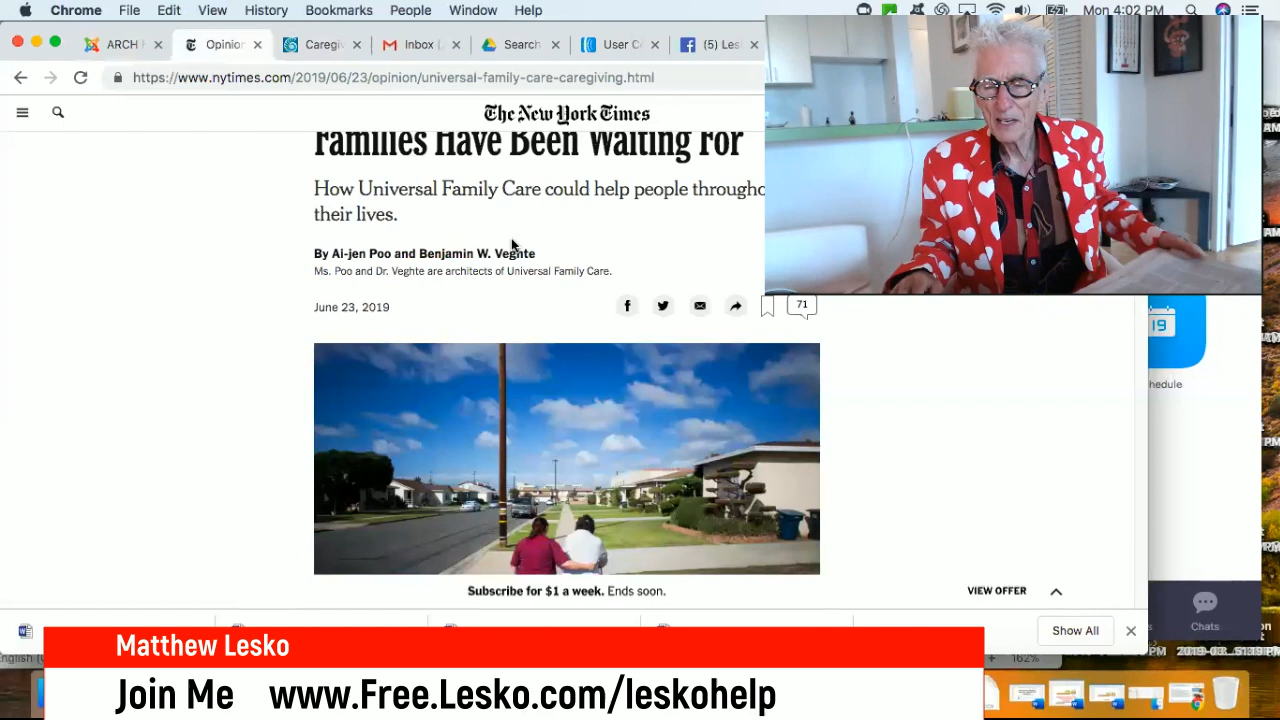 Chrome File Edit View History Bookmarks People Window Help
Mon 4:02 PM
ARCH
Opinio
Caregiv
Inbox (
Search
User C
(5) Les
https://www.nytimes.com/2019/06/23/opinion/universal-family-care-caregiving.html
The New York Times
Families Have Been Waiting For
How Universal Family Care could help people througho
their lives.
By Ai-jen Poo and Benjamin W. Veghte
Ms. Poo and Dr. Veghte are architects of Universal Family Care.
June 23, 2019
71
19
hedule
Subscribe for $1 a week. Ends soon.
VIEW OFFER
Chats
Show All
English (
162%
Matthew Lesko
Join Me www.Free.Lesko.com/leskohelp